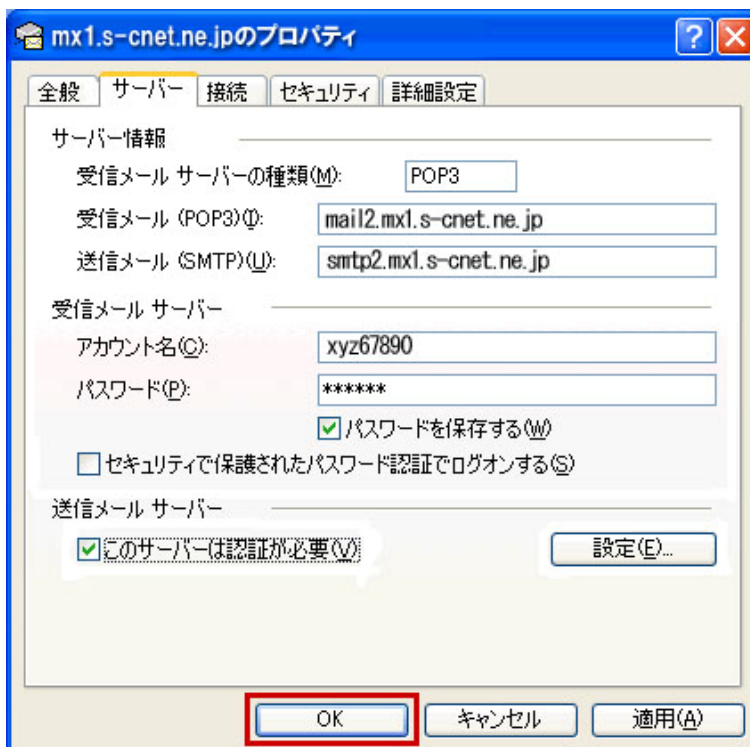 mx1.s-cnet.ne.jpのプロパティ
全般 サーバー 接続 セキュリティ 詳細設定
サーバー情報
受信メール サーバーの種類(M): POP3
受信メール (POP3)(I): mail2.mx1.s-cnet.ne.jp
送信メール (SMTP)(U): smtp2.mx1.s-cnet.ne.jp
受信メール サーバー
アカウント名(C): xyz67890
パスワード(P): ******
パスワードを保存する(W)
セキュリティで保護されたパスワード認証でログオンする(S)
送信メール サーバー
このサーバーは認証が必要(V) 設定(E)...
OK キャンセル 適用(A)